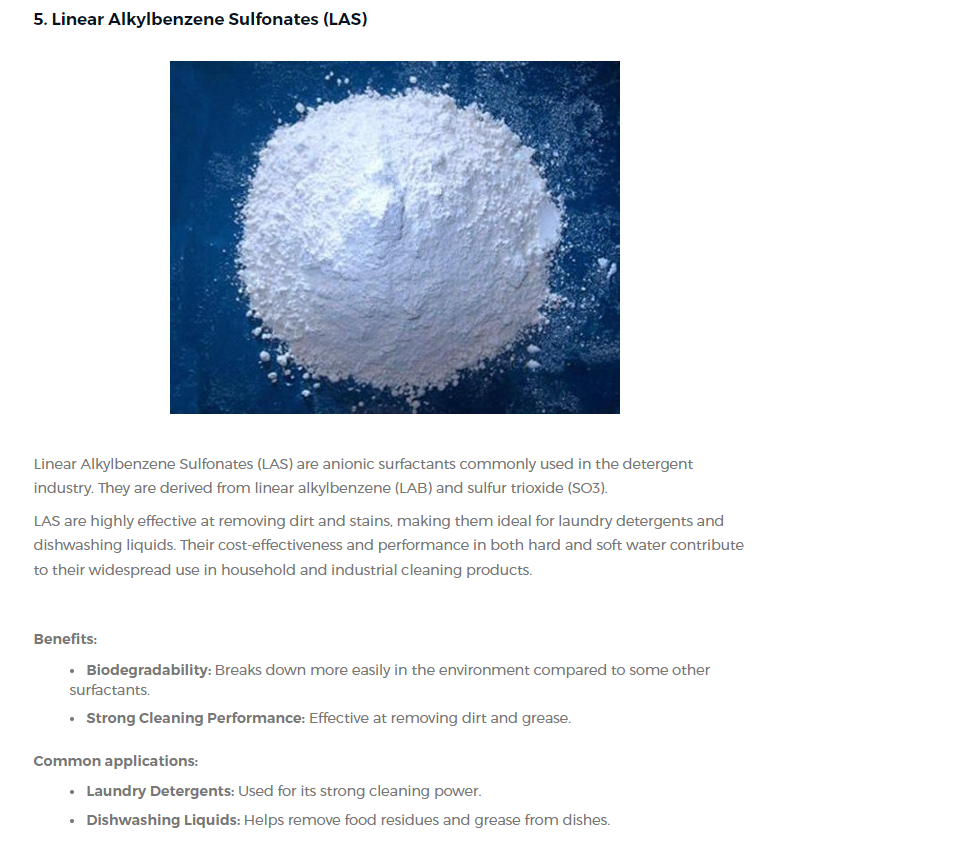 5. Linear Alkylbenzene Sulfonates (LAS)
Linear Alkylbenzene Sulfonates (LAS) are anionic surfactants commonly used in the detergent
industry. They are derived from linear alkylbenzene (LAB) and sulfur trioxide (SO3).
LAS are highly effective at removing dirt and stains, making them ideal for laundry detergents and
dishwashing liquids. Their cost-effectiveness and performance in both hard and soft water contribute
to their widespread use in household and industrial cleaning products.
Benefits:
• Biodegradability: Breaks down more easily in the environment compared to some other
surfactants.
• Strong Cleaning Performance: Effective at removing dirt and grease.
Common applications:
• Laundry Detergents: Used for its strong cleaning power.
• Dishwashing Liquids: Helps remove food residues and grease from dishes.